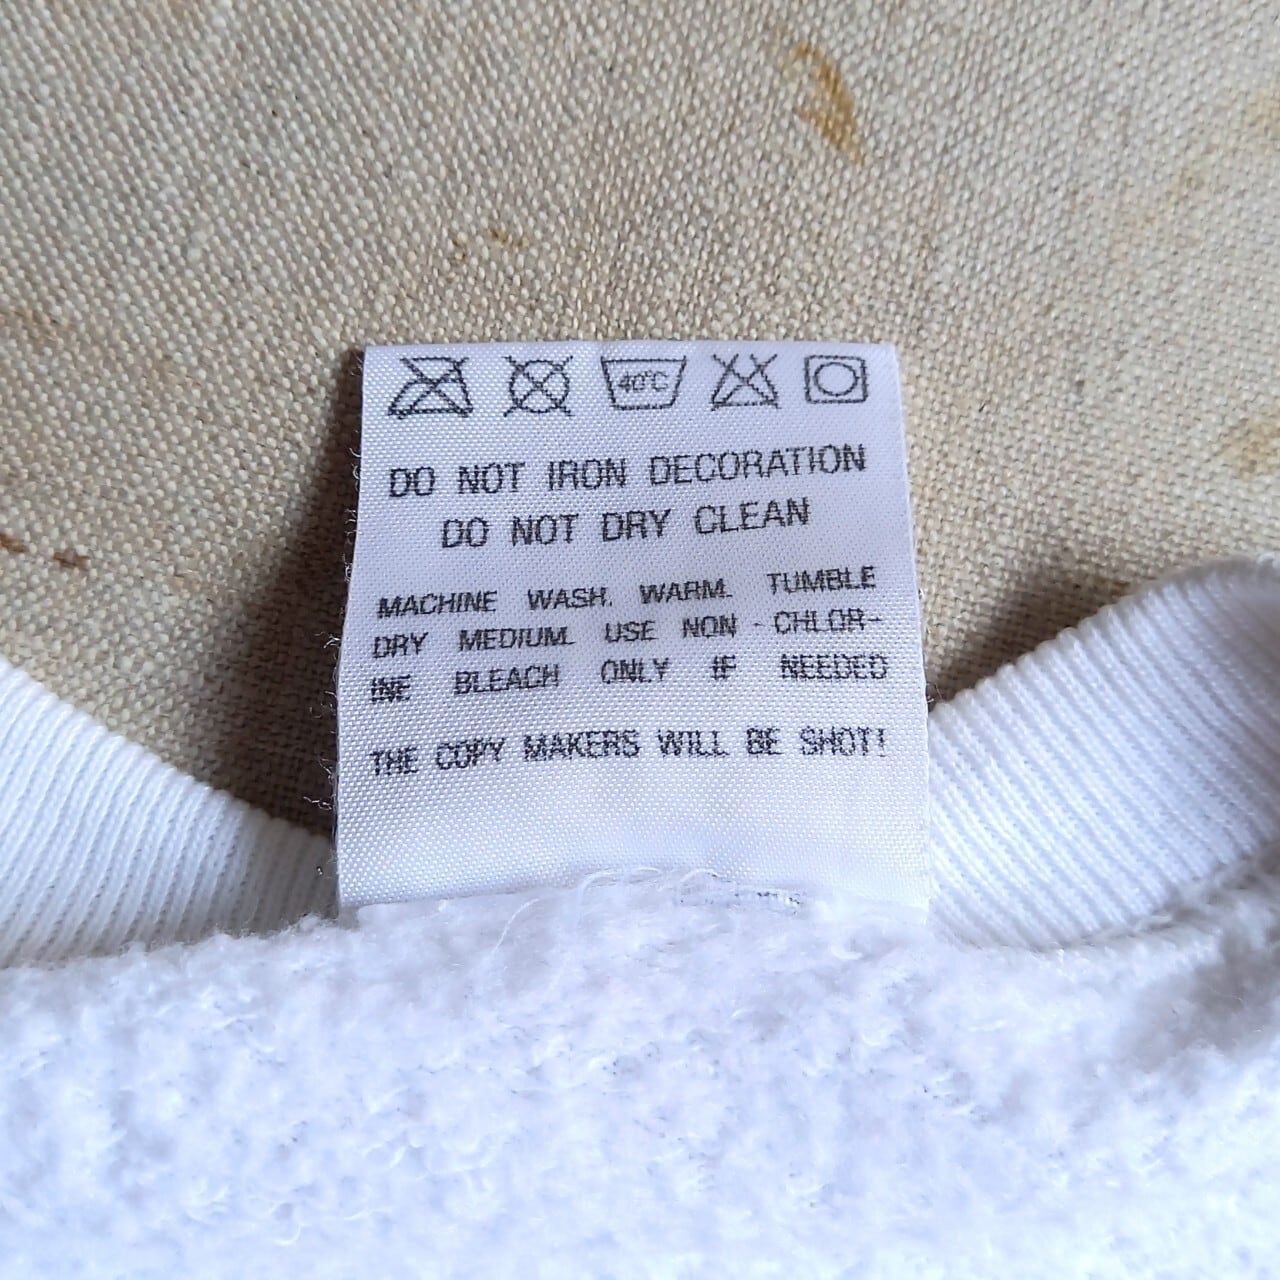 40°C
DO NOT IRON DECORATION
DO NOT DRY CLEAN
MACHINE WASH. WARM. TUMBLE
DRY MEDIUM. USE NON - CHLOR-
INE BLEACH ONLY IF NEEDED
THE COPY MAKERS WILL BE SHOT!